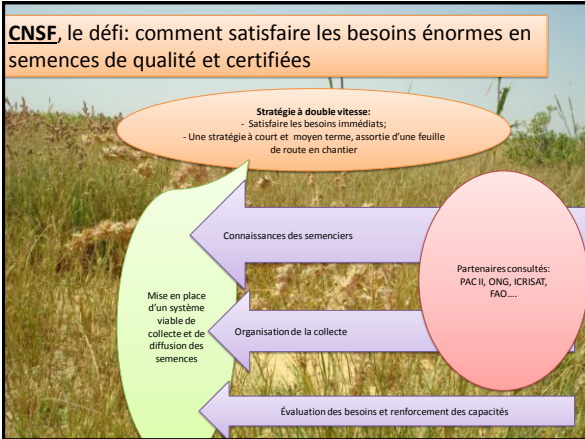 CNSF, le défi: comment satisfaire les besoins énormes en
semences de qualité et certifiées
Stratégie à double vitesse:
- Satisfaire les besoins immédiats;
- Une stratégie à court et moyen terme, assortie d'une feuille
de route en chantier
Connaissances des semenciers
Partenaires consultés:
PAC II, ONG, ICRISAT,
FAO....
Mise en place
d'un système
viable de
collecte et de
diffusion des
semences
Organisation de la collecte
Évaluation des besoins et renforcement des capacités